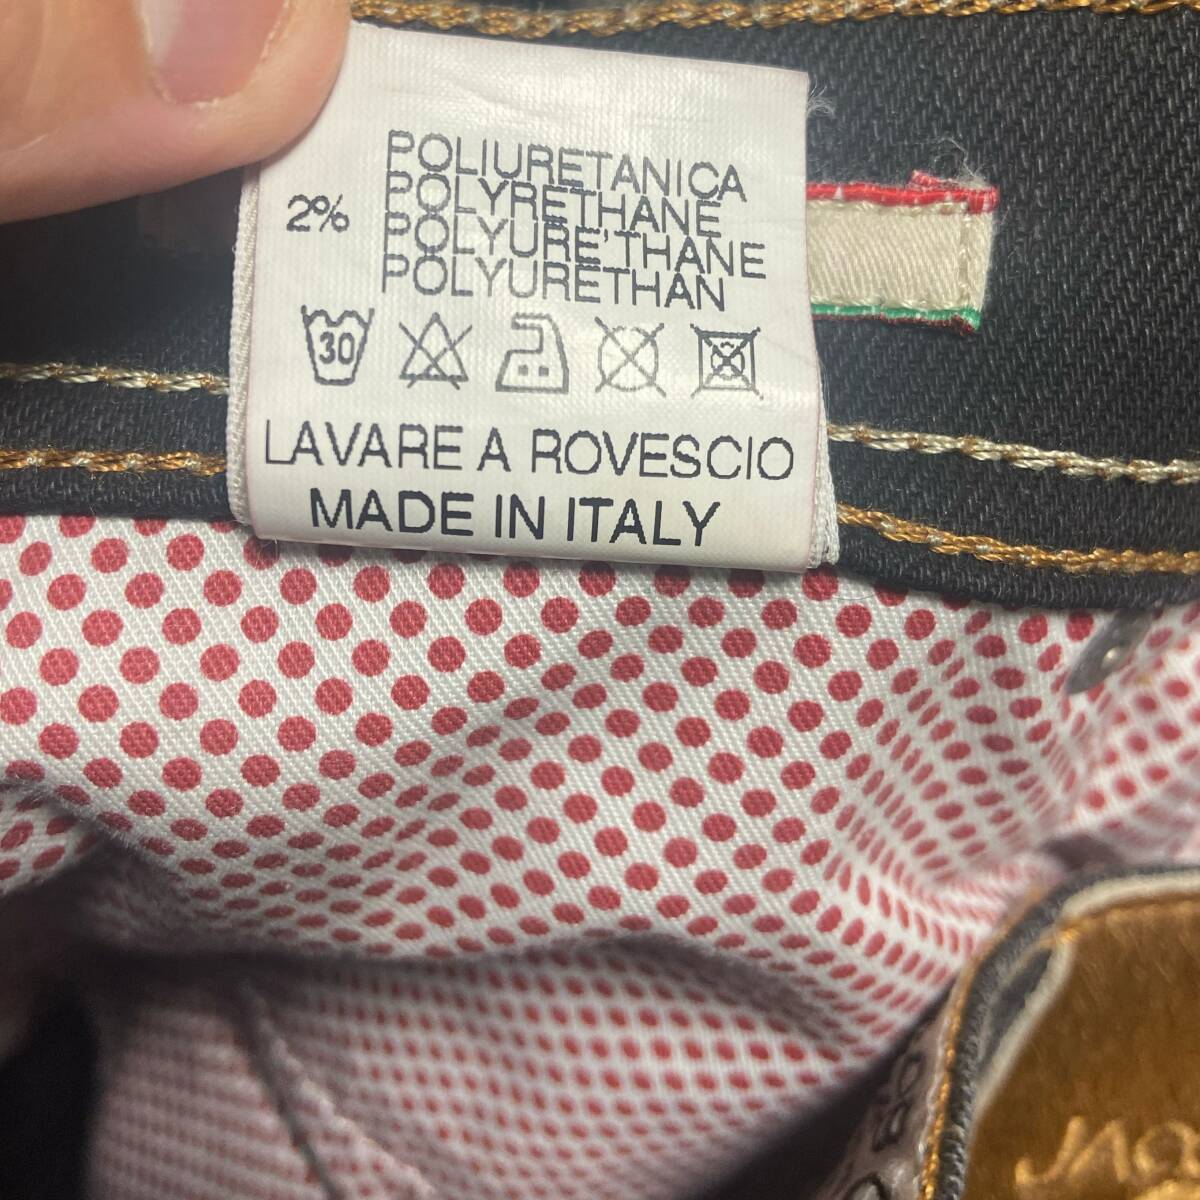 POLIURETANICA
2% POLYRETHANE
POLYURE'THANE
POLYURETHAN
30
LAVARE A ROVESCIO
MADE IN ITALY